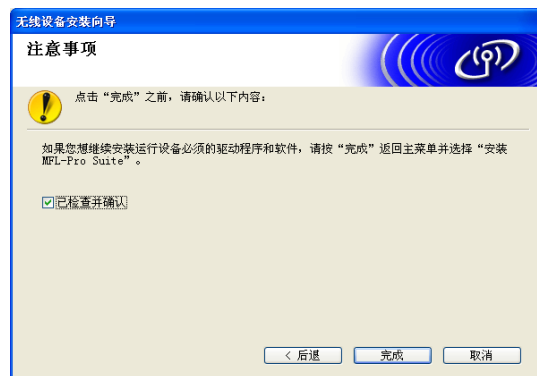 无线设备安装向导
注意事项
点击“完成”之前，请确认以下内容：
如果您想继续安装运行设备必须的驱动程序和软件，请按“完成”返回主菜单并选择“安装
MFL-Pro Suite”。
已检查并确认
< 后退
完成
取消